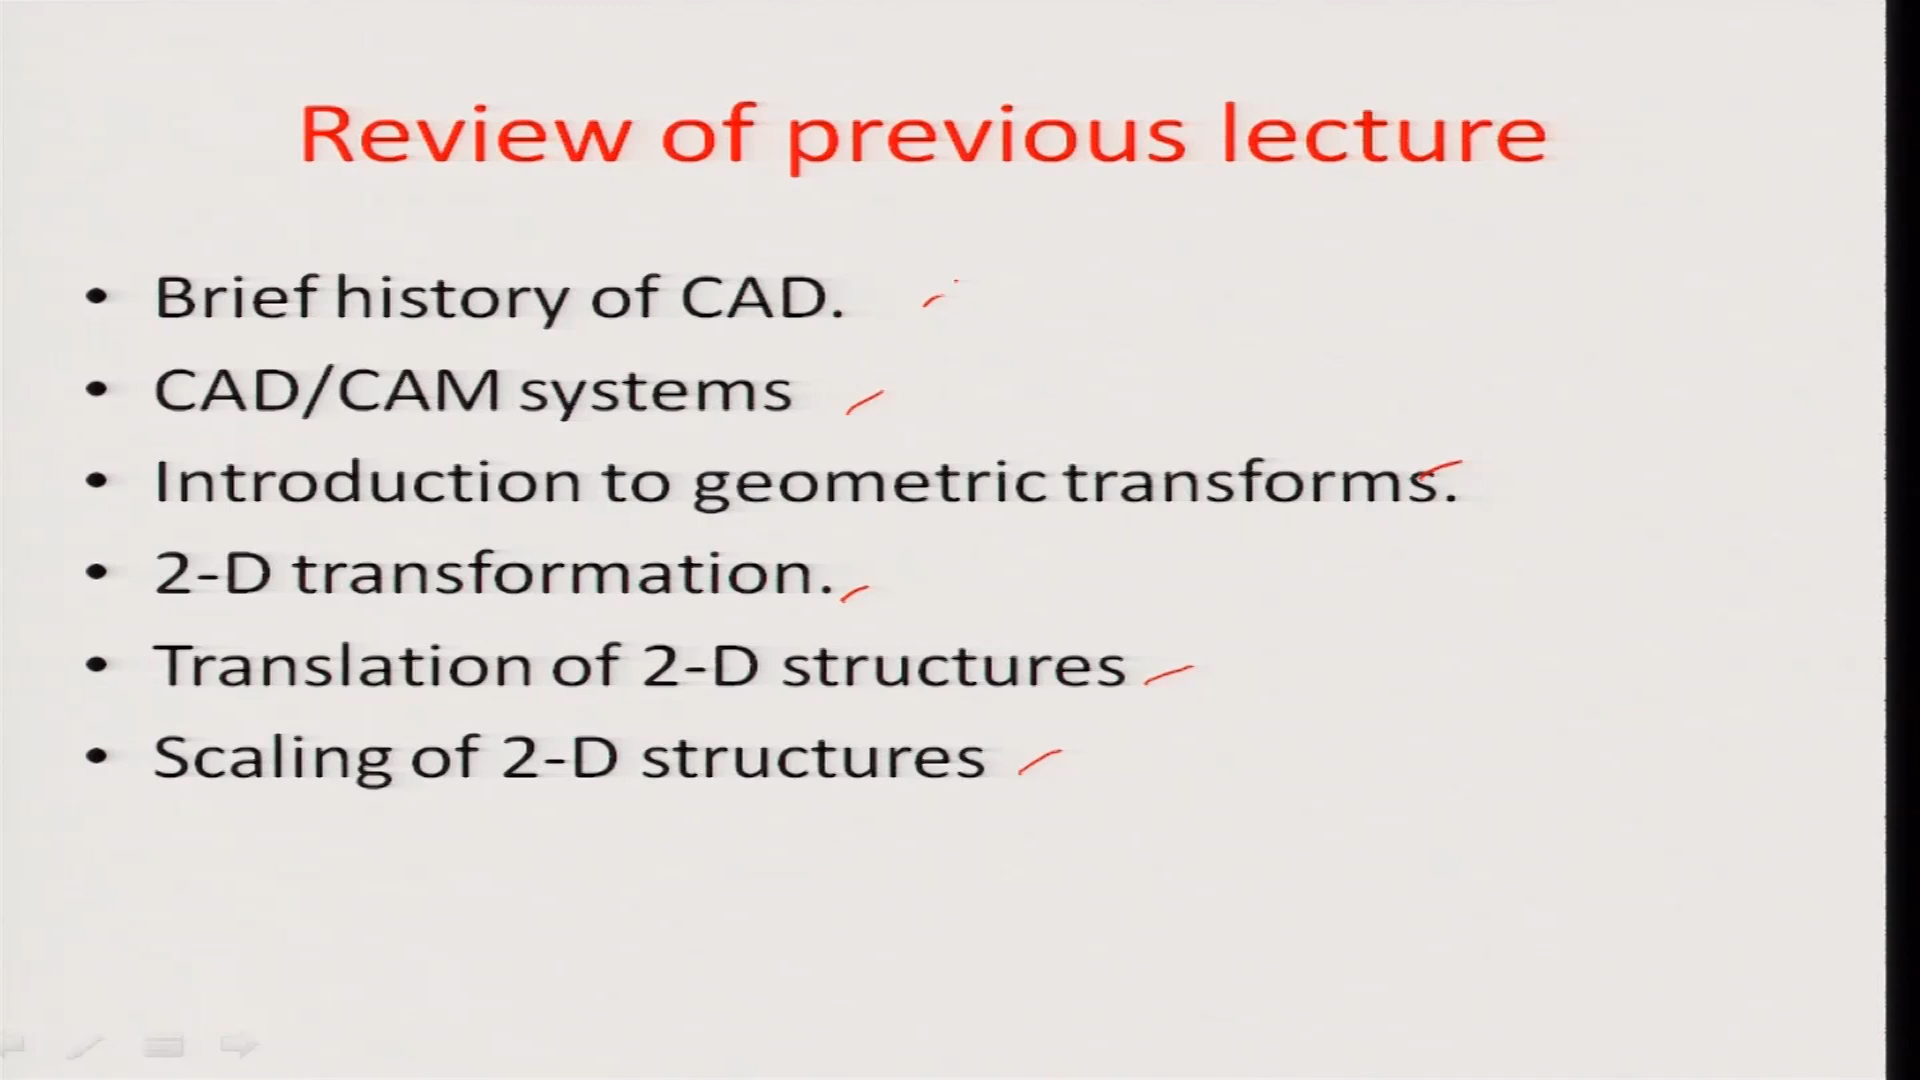 Review of previous lecture
• Brief history of CAD.
• CAD/CAM systems
• Introduction to geometric transforms.
• 2-D transformation.
• Translation of 2-D structures
• Scaling of 2-D structures